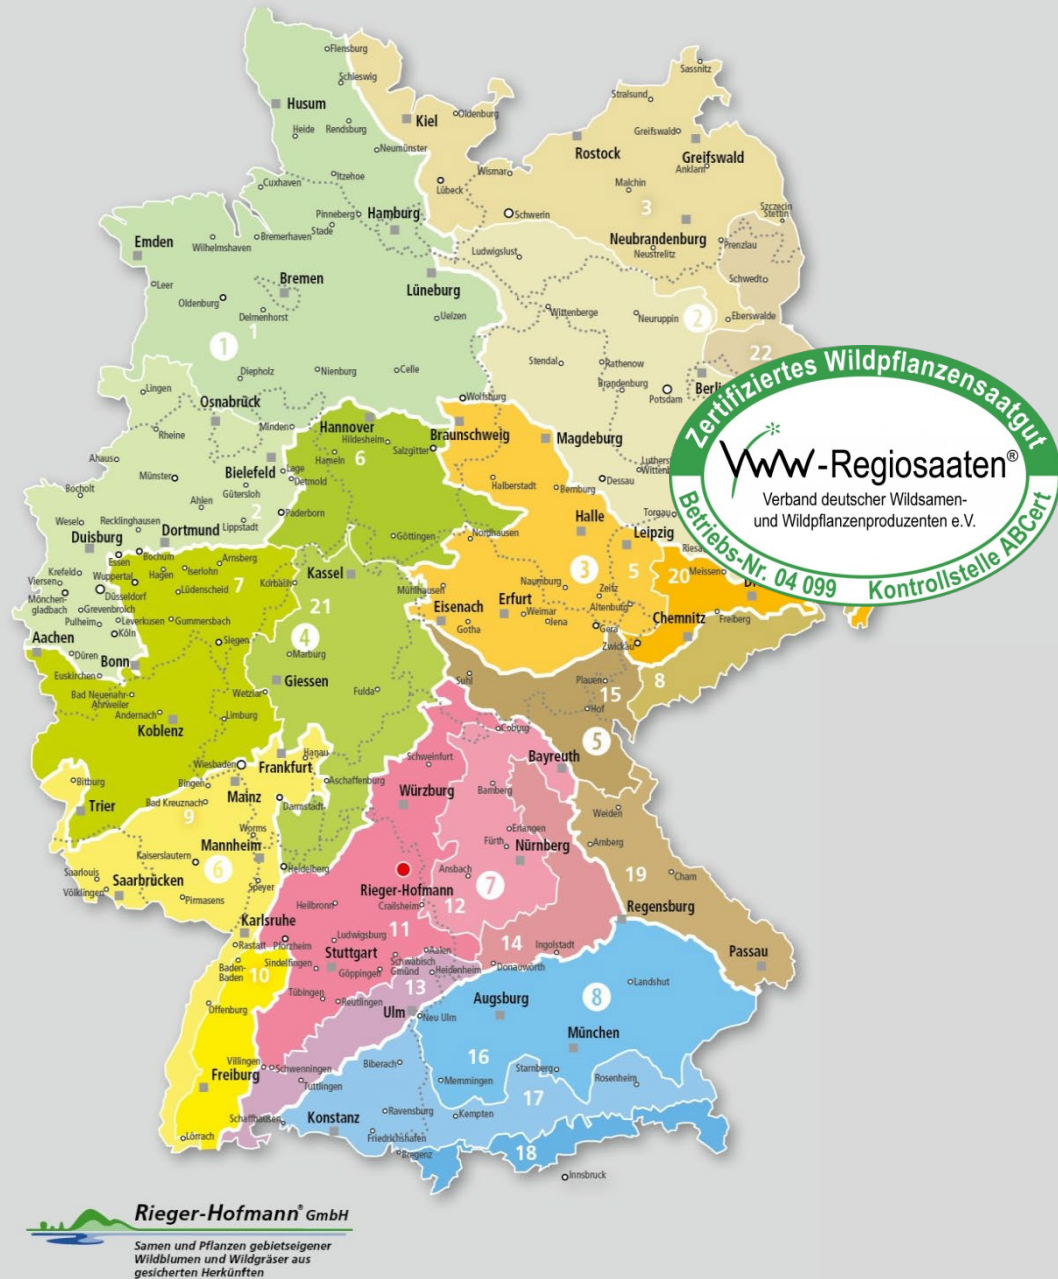 Flensburg
Schleswig
Sassnitz
Husum
Kiel
Oldenburg
Stralsund
Heide
Rendsburg
Greifswald
Rostock
Greifswald
Neumünster
Anklam
Itzehoe
Wismar
Malchin
Cuxhaven
Lübeck
3
Szczecin
Stettin
Pinneberg
Hamburg
Schwerin
Stade
Emden
Wilhelmshaven
Bremerhaven
Neubrandenburg
Prenzlau
Ludwigslust
Neustrelitz
Leer
Bremen
Lüneburg
Schwedt
Oldenburg
Delmenhorst
Uelzen
Wittenberge
Neuruppin
2
Eberswalde
1
1
22
Diepholz
Nienburg
Celle
Stendal
Rathenow
Lingen
Wolfsburg
Brandenburg
Berli
Potsdam
Osnabrück
Minden
Hannover
Hildesheim
Salzgitter
Braunschweig
Magdeburg
Rheine
Hameln
6
Ahaus
Bielefeld
Lage
Detmold
Münster
Gütersloh
Halberstadt
Bernburg
Dessau
Luthers
Wittenb
Bocholt
Ahlen
2
Paderborn
Wesel
Recklinghausen
Lippstadt
Dortmund
Halle
Torgau
Duisburg
Göttingen
Nordhausen
Leipzig
Essen
Bochum
Arnsberg
Riesa
Krefeld
Hagen
Iserlohn
7
Kassel
3
5
20
Meissen
Viersen
Wuppertal
Korbach
Mühlhausen
Naumburg
Zeitz
Mönchen-
gladbach
Düsseldorf
Lüdenscheid
21
Eisenach
Erfurt
Weimar
Altenburg
Grevenbroich
Leverkusen
Gummersbach
Jena
Chemnitz
Freiberg
Pulheim
Köln
4
Gotha
Gera
Aachen
Siegen
Zwickau
Düren
Bonn
Marburg
Euskirchen
Giessen
Suhl
Plauen
8
Bad Neuenahr-
Ahrweiler
Wetzlar
Fulda
15
Andernach
Limburg
Hof
Koblenz
Coburg
5
Hanau
Wiesbaden
Frankfurt
Schweinfurt
Bayreuth
Bitburg
Bingen
Aschaffenburg
Mainz
Würzburg
Bamberg
Trier
Bad Kreuznach
Darmstadt
9
Weiden
Worms
Erlangen
Mannheim
Fürth
Nürnberg
Amberg
Kaiserslautern
6
Heidelberg
Ansbach
Saarlouis
19
Cham
Völklingen
Saarbrücken
Speyer
Rieger-Hofmann
7
Pirmasens
Heilbronn
Crailsheim
12
Regensburg
Karlsruhe
11
Rastatt
Pforzheim
Ludwigsburg
14
Ingolstadt
Passau
Sindelfingen
Stuttgart
Aalen
Baden-
Baden
10
Göppingen
Schwäbisch
Gmünd
Heidenheim
Donauwörth
Tübingen
13
Landshut
Offenburg
Reutlingen
Augsburg
8
Ulm
Neu Ulm
München
Villingen
Biberach
16
Schwenningen
Starnberg
Freiburg
Tuttlingen
Memmingen
Rosenheim
17
Schaffhausen
Ravensburg
Kempten
Konstanz
Lörrach
Friedrichshafen
Bregenz
18
Innsbruck
Zertifiziertes Wildpflanzensaatgut
VWW-Regiosaaten®
Verband deutscher Wildsamen-
und Wildpflanzenproduzenten e.V.
Betriebs-Nr. 04 099 Kontrollstelle ABCert
Rieger-Hofmann® GmbH
Samen und Pflanzen gebietseigener
Wildblumen und Wildgräser aus
gesicherten Herkünften